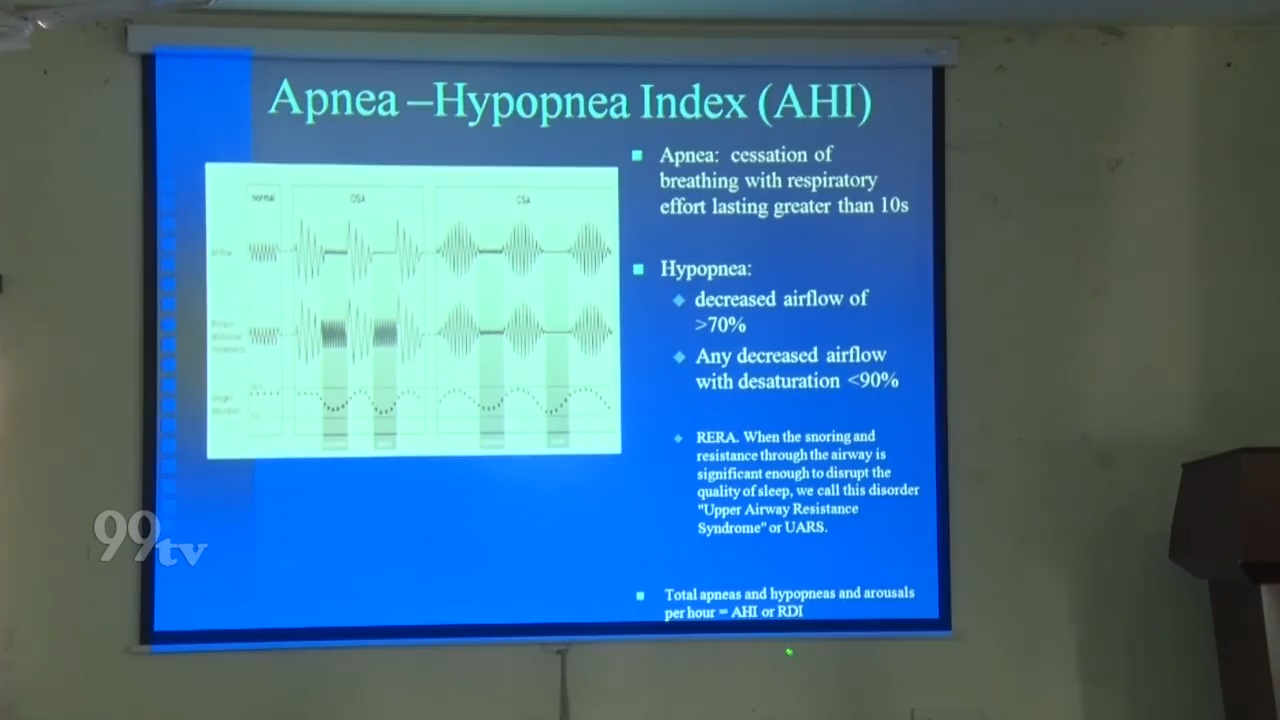 Apnea –Hypopnea Index (AHI)
normal
OSA
CSA
airflow
Apnea: cessation of
breathing with respiratory
effort lasting greater than 10s
Hypopnea:
decreased airflow of
>70%
Any decreased airflow
with desaturation <90%
RERA. When the snoring and
resistance through the airway is
significant enough to disrupt the
quality of sleep, we call this disorder
"Upper Airway Resistance
Syndrome" or UARS.
Total apneas and hypopneas and arousals
per hour = AHI or RDI
99tv